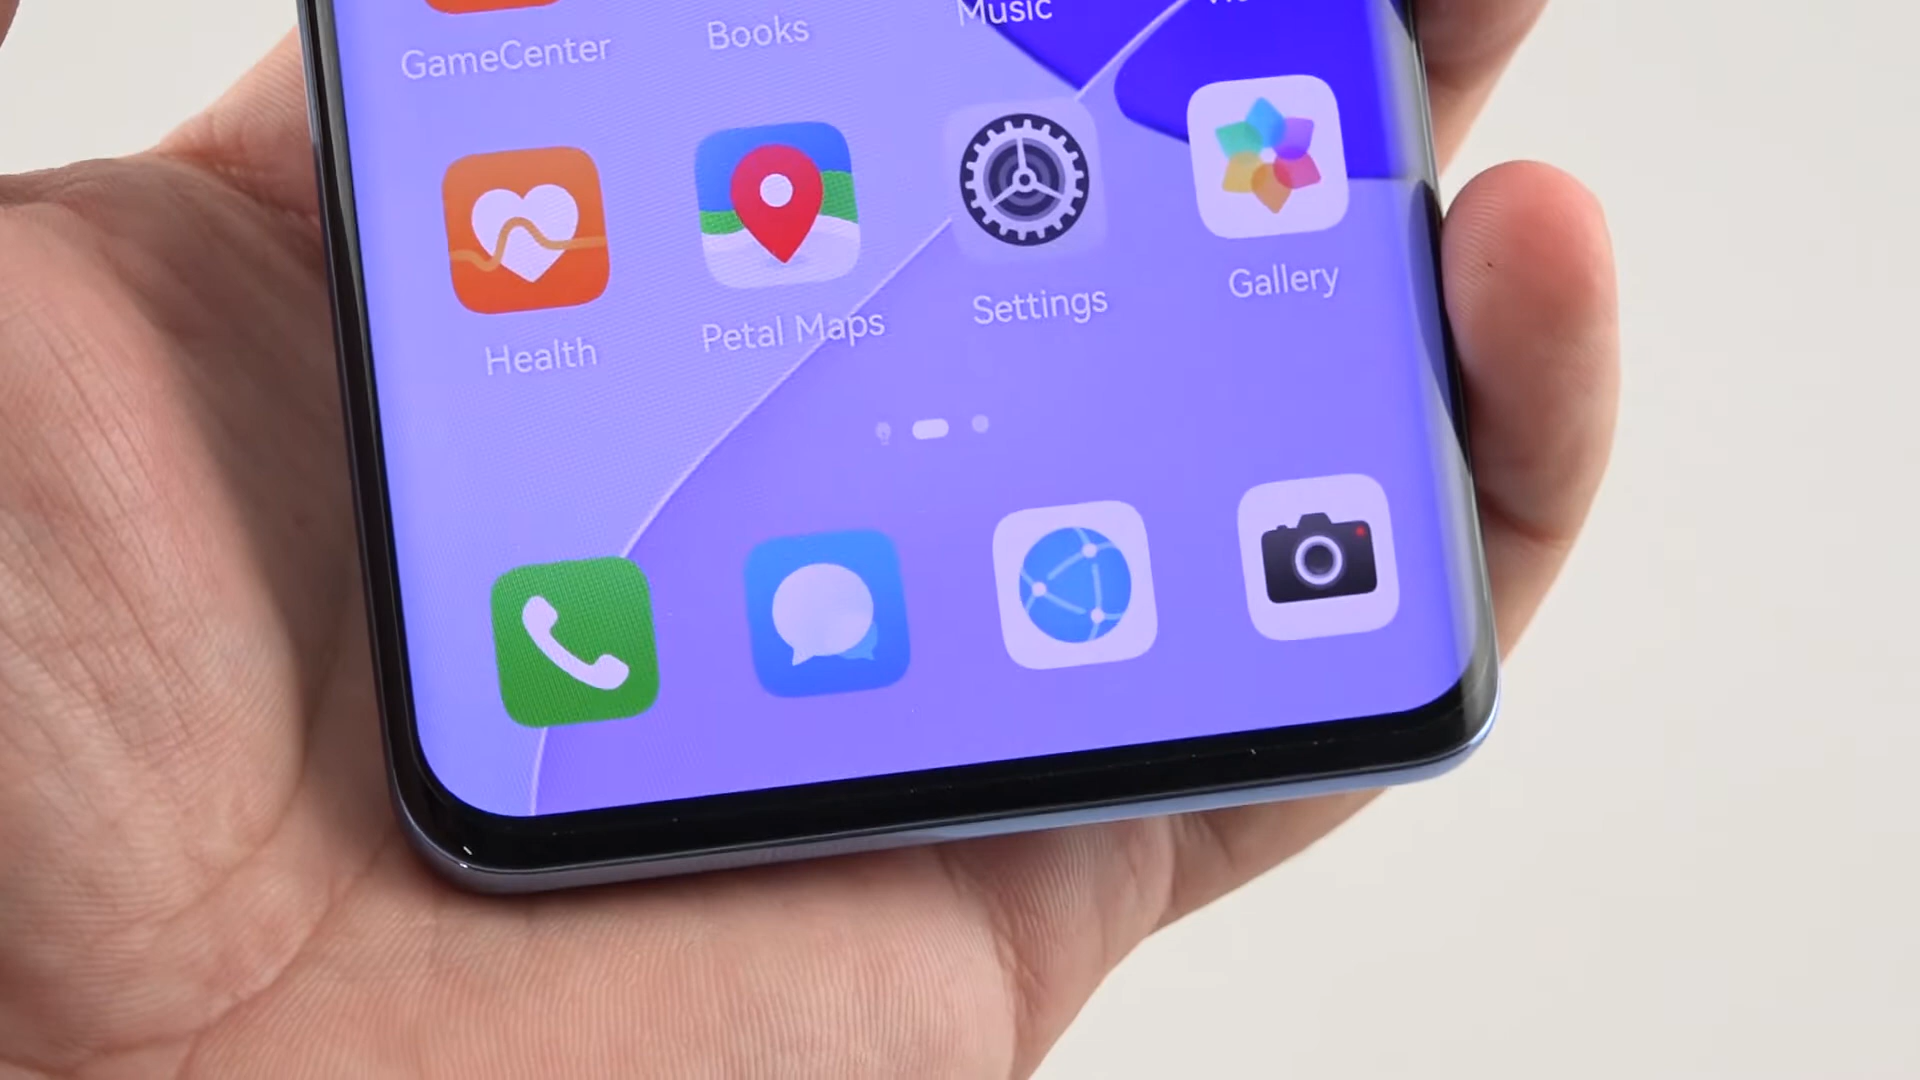 GameCenter
Books
Music
Health
Petal Maps
Settings
Gallery